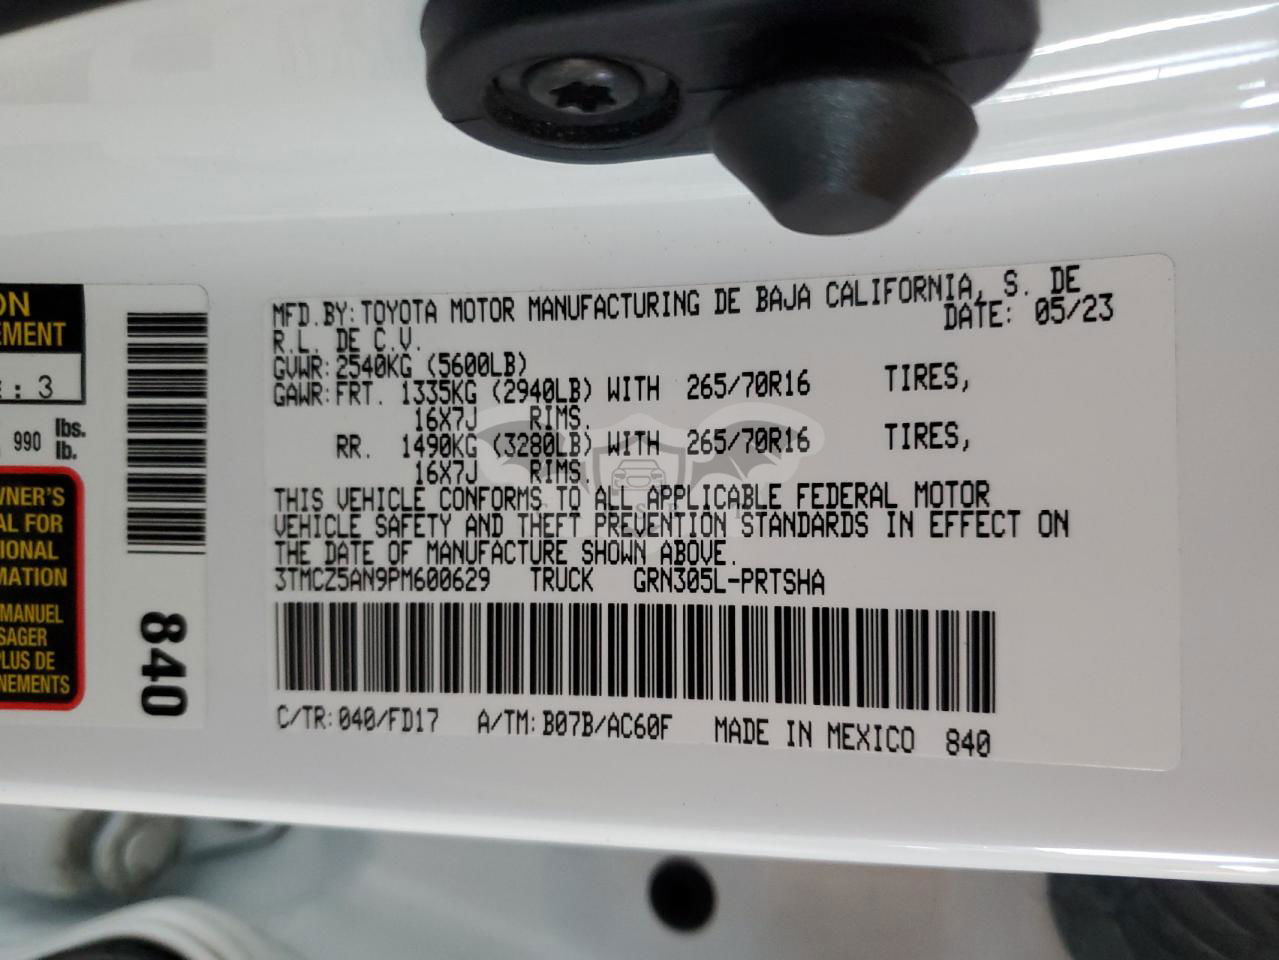 ON
EMENT
: 3
990 lbs.
lb.
WNER'S
AL FOR
IONAL
MATION
MANUEL
SAGER
PLUS DE
NEMENTS
840
MFD.BY: TOYOTA MOTOR MANUFACTURING DE BAJA CALIFORNIA, S. DE
R.L. DE C.V. DATE: 05/23
GVWR: 2540KG (5600LB)
GAWR: FRT. 1335KG (2940LB) WITH 265/70R16 TIRES,
16X7J RIMS,
RR. 1490KG (3280LB) WITH 265/70R16 TIRES,
16X7J RIMS,
THIS VEHICLE CONFORMS TO ALL APPLICABLE FEDERAL MOTOR
VEHICLE SAFETY AND THEFT PREVENTION STANDARDS IN EFFECT ON
THE DATE OF MANUFACTURE SHOWN ABOVE.
3TMCZ5AN9PM600629 TRUCK GRN305L-PRTSHA
C/TR: 040/FD17 A/TM: B07B/AC60F MADE IN MEXICO 840